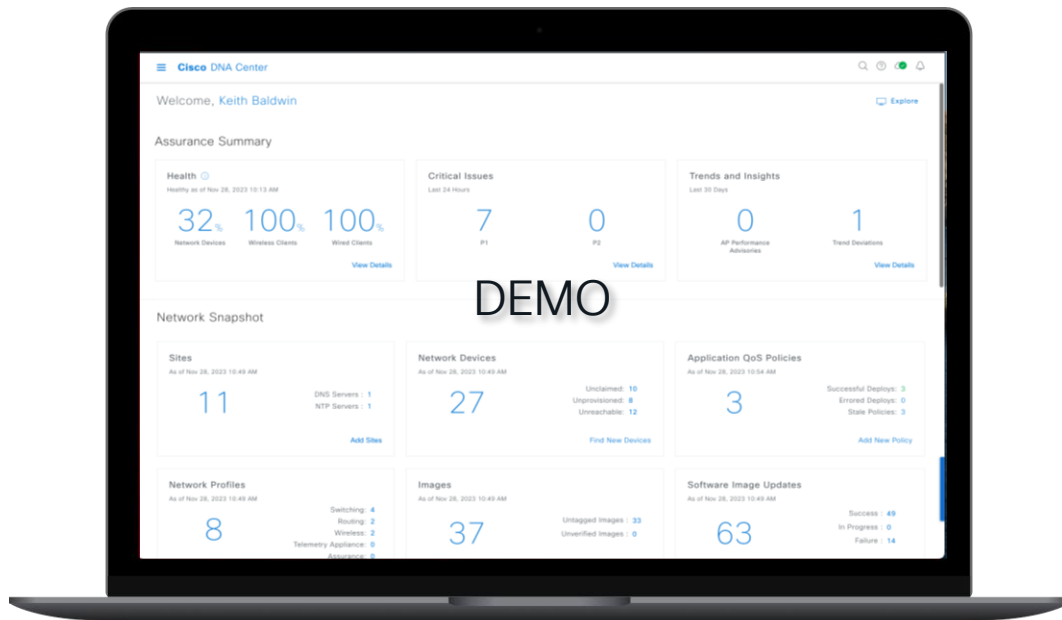 Cisco DNA Center
Welcome, Keith Baldwin
Explore
Assurance Summary
Health
Healthy as of Nov 28, 2023 10:13 AM
32%
Network Devices
100%
Wireless Clients
100%
Wired Clients
View Details
Critical Issues
Last 24 Hours
7
P1
0
P2
View Details
Trends and Insights
Last 30 Days
0
AP Performance
Advisories
1
Trend Deviations
View Details
DEMO
Network Snapshot
Sites
As of Nov 28, 2023 10:49 AM
11
DNS Servers : 1
NTP Servers : 1
Add Sites
Network Devices
As of Nov 28, 2023 10:49 AM
27
Unclaimed: 10
Unprovisioned: 8
Unreachable: 12
Find New Devices
Application QoS Policies
As of Nov 28, 2023 10:54 AM
3
Successful Deploys: 3
Errored Deploys: 0
Stale Policies: 3
Add New Policy
Network Profiles
As of Nov 28, 2023 10:49 AM
8
Switching: 4
Routing: 2
Wireless: 2
Telemetry Appliance: 0
Assurance: 0
Images
As of Nov 28, 2023 10:49 AM
37
Untagged Images : 33
Unverified Images : 0
Software Image Updates
As of Nov 28, 2023 10:49 AM
63
Success : 49
In Progress : 0
Failure : 14